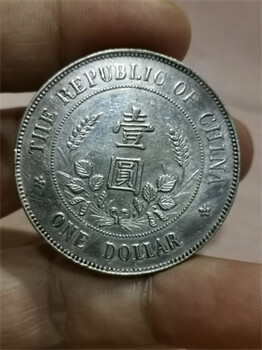 THE REPUBLIC OF CHINA
壹
圓
ONE DOLLAR